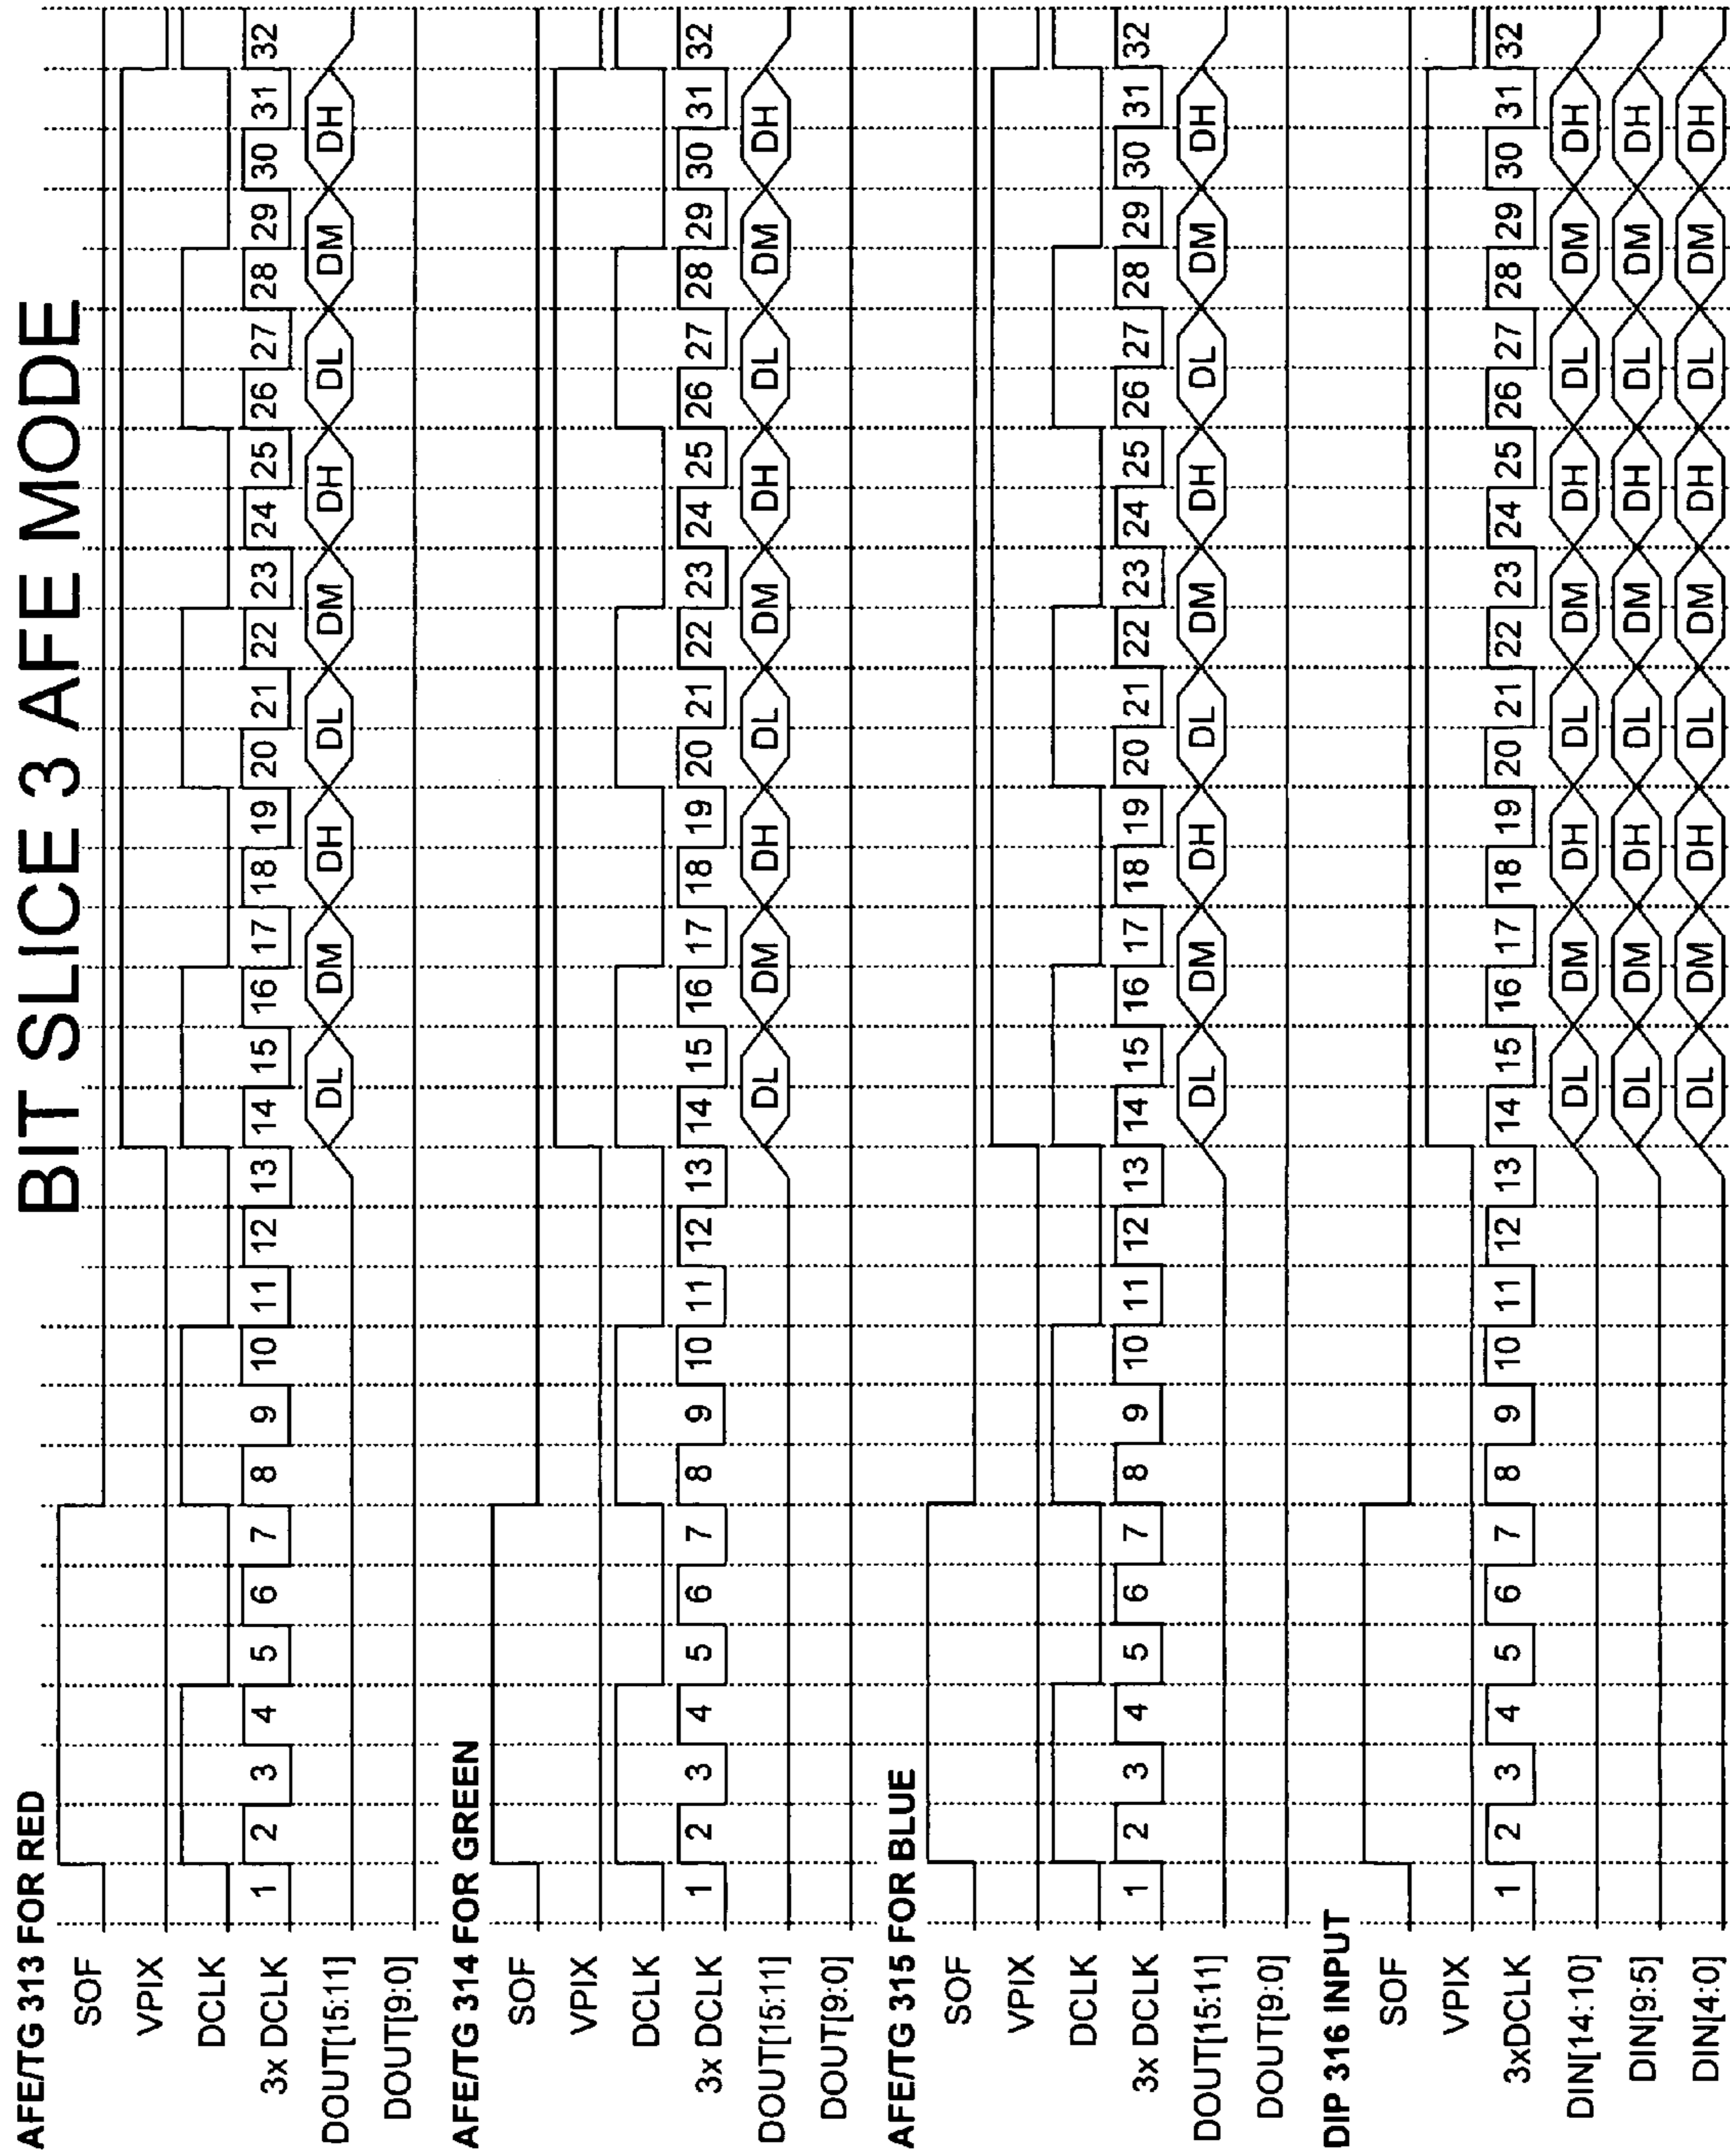 BIT SLICE 3 AFE MODE
AFE/TG 313 FOR RED
SOF
VPIX
DCLK
3x DCLK 1 2 3 4 5 6 7 8 9 10 11 12 13 14 15 16 17 18 19 20 21 22 23 24 25 26 27 28 29 30 31 32
DOUT[15:11] DL DM DH DL DM DH DL DM DH
DOUT[9:0]
AFE/TG 314 FOR GREEN
SOF
VPIX
DCLK
3x DCLK 1 2 3 4 5 6 7 8 9 10 11 12 13 14 15 16 17 18 19 20 21 22 23 24 25 26 27 28 29 30 31 32
DOUT[15:11] DL DM DH DL DM DH DL DM DH
DOUT[9:0]
AFE/TG 315 FOR BLUE
SOF
VPIX
DCLK
3x DCLK 1 2 3 4 5 6 7 8 9 10 11 12 13 14 15 16 17 18 19 20 21 22 23 24 25 26 27 28 29 30 31 32
DOUT[15:11] DL DM DH DL DM DH DL DM DH
DOUT[9:0]
DIP 316 INPUT
SOF
VPIX
3xDCLK 1 2 3 4 5 6 7 8 9 10 11 12 13 14 15 16 17 18 19 20 21 22 23 24 25 26 27 28 29 30 31 32
DIN[14:10] DL DM DH DL DM DH DL DM DH
DIN[9:5] DL DM DH DL DM DH DL DM DH
DIN[4:0] DL DM DH DL DM DH DL DM DH